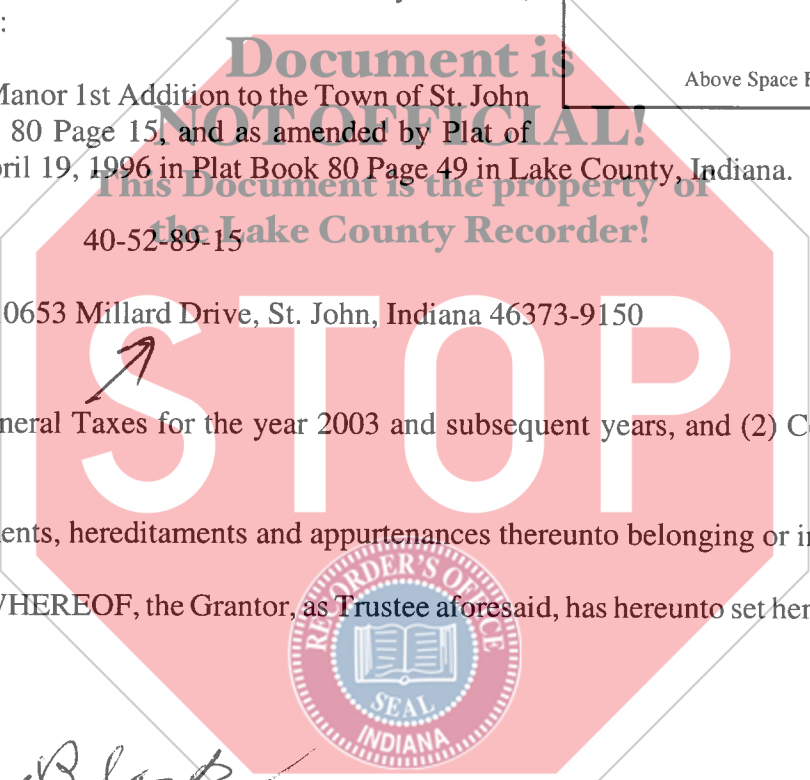 :
Above Space
Document is
Manor 1st Addition to the Town of St. John
NOT OFFICIAL!
80 Page 15, and as amended by Plat of
April 19, 1996 in Plat Book 80 Page 49 in Lake County, Indiana.
This Document is the property of
the Lake County Recorder!
40-52-89-15
0653 Millard Drive, St. John, Indiana 46373-9150
STOP
neral Taxes for the year 2003 and subsequent years, and (2)
ents, hereditaments and appurtenances thereunto belonging or
WHEREOF, the Grantor, as Trustee aforesaid, has hereunto set her
RECORDER'S OFFICE
SEAL
INDIANA